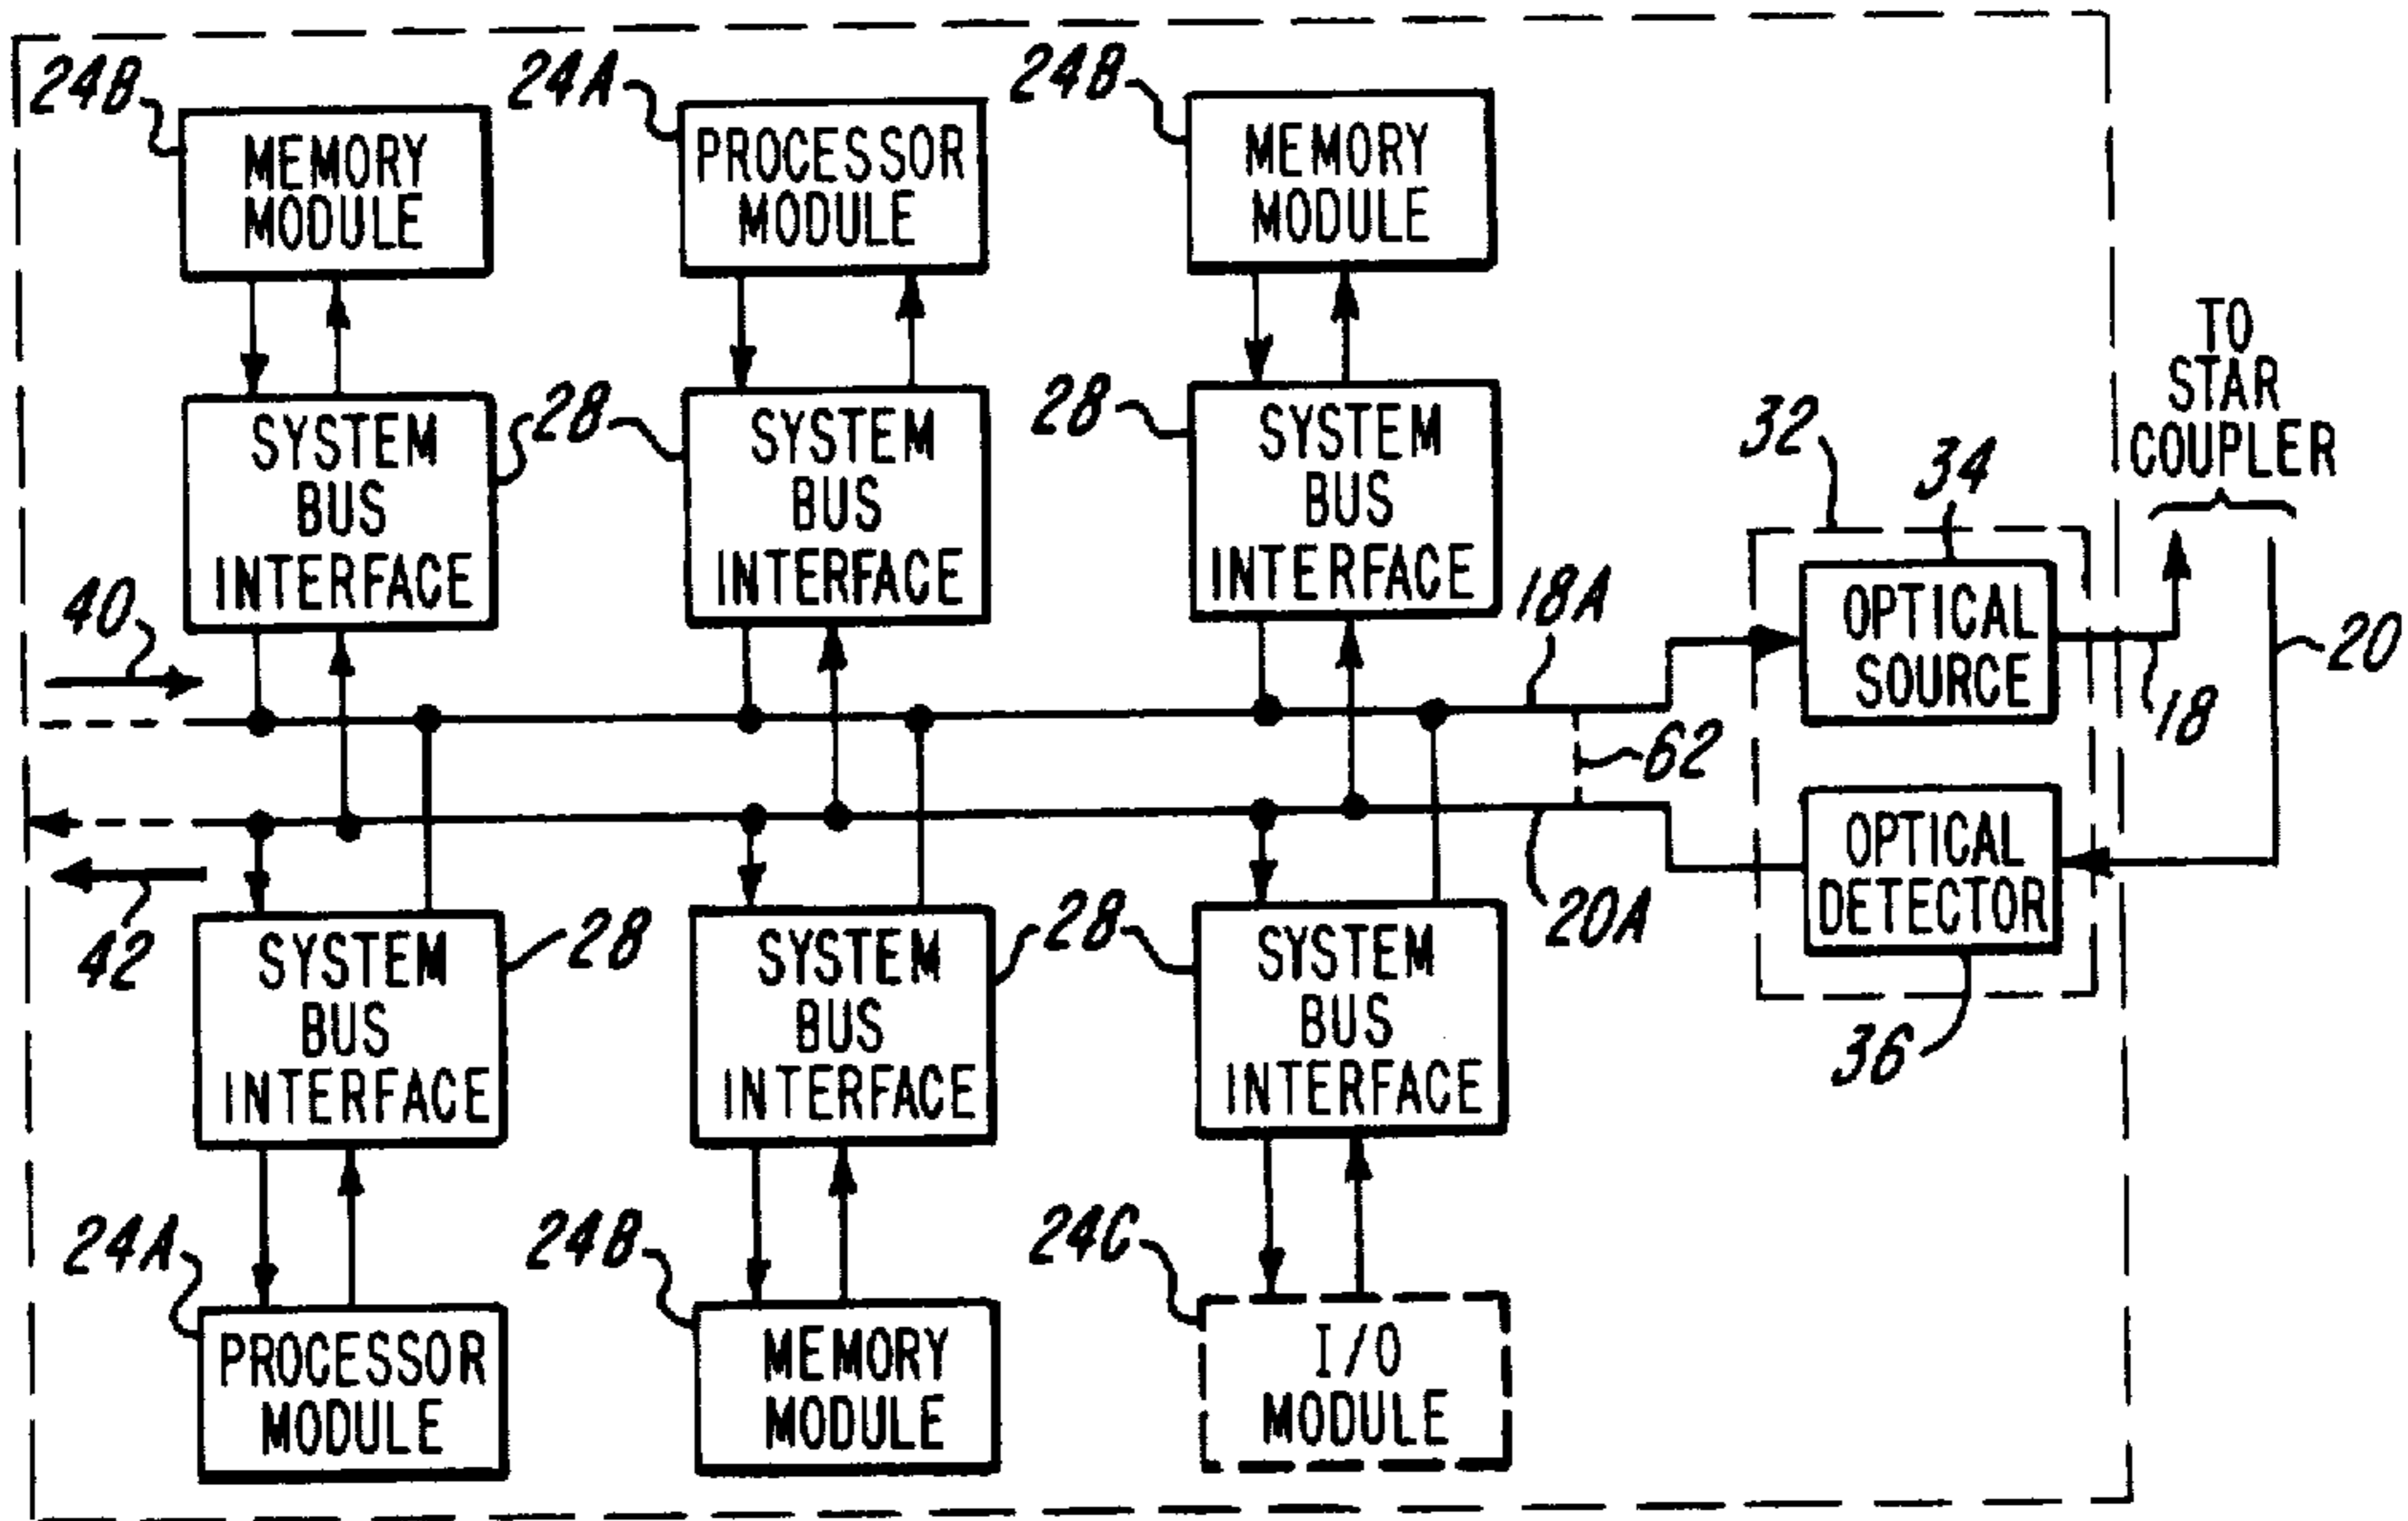 24B
24A
24B
MEMORY
MODULE
PROCESSOR
MODULE
MEMORY
MODULE
TO
STAR
COUPLER
28
28
32
34
SYSTEM
BUS
INTERFACE
SYSTEM
BUS
INTERFACE
SYSTEM
BUS
INTERFACE
40
18A
OPTICAL
SOURCE
20
18
62
OPTICAL
DETECTOR
42
28
28
20A
SYSTEM
BUS
INTERFACE
SYSTEM
BUS
INTERFACE
SYSTEM
BUS
INTERFACE
36
24A
24B
24C
PROCESSOR
MODULE
MEMORY
MODULE
I/O
MODULE